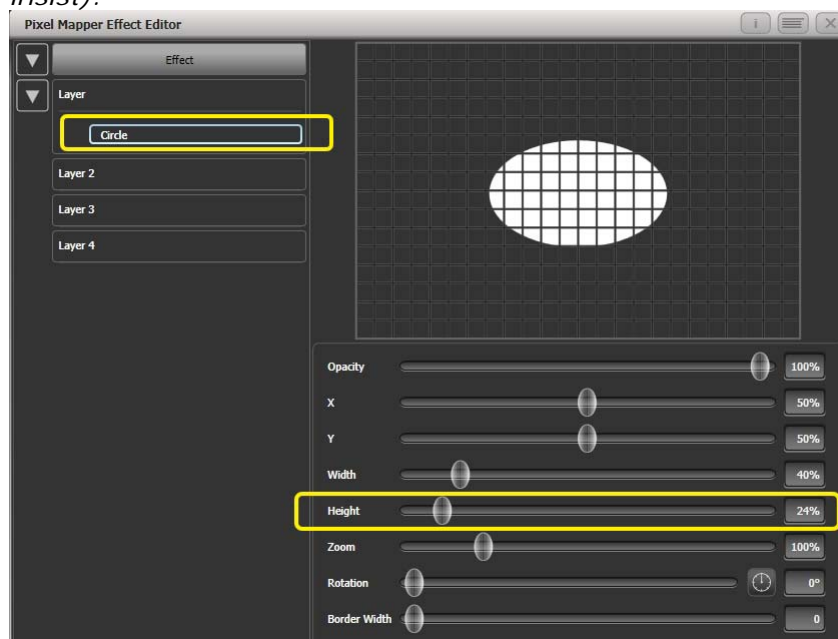 insist).
Pixel Mapper Effect Editor
i
Effect
Layer
Circle
Layer 2
Layer 3
Layer 4
Opacity 100%
X 50%
Y 50%
Width 40%
Height 24%
Zoom 100%
Rotation 0°
Border Width 0